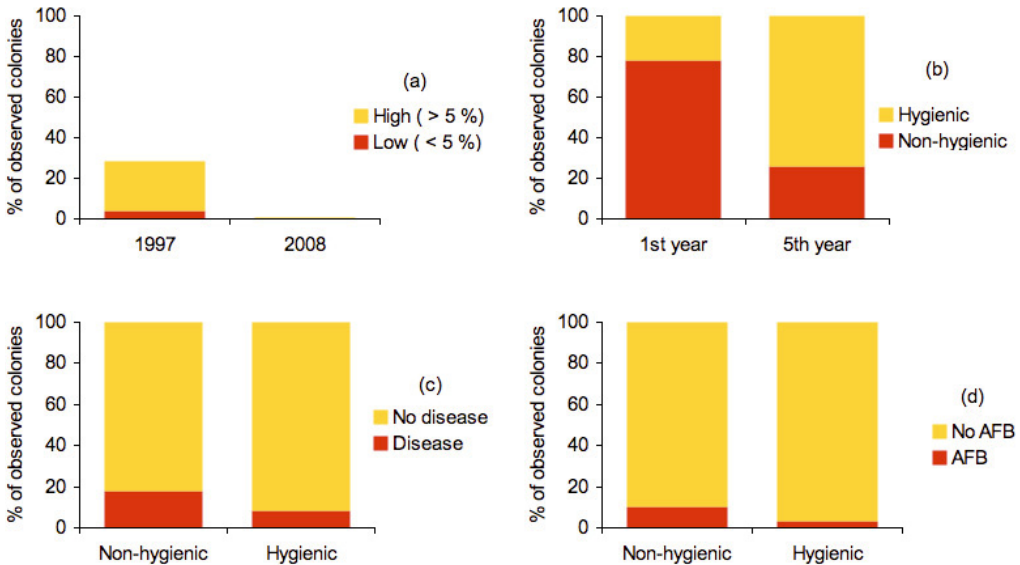 % of observed colonies
100
80
60
40
20
0
1997
2008
(a)
High ( > 5 %)
Low ( < 5 %)
% of observed colonies
100
80
60
40
20
0
1st year
5th year
(b)
Hygienic
Non-hygienic
% of observed colonies
100
80
60
40
20
0
Non-hygienic
Hygienic
(c)
No disease
Disease
% of observed colonies
100
80
60
40
20
0
Non-hygienic
Hygienic
(d)
No AFB
AFB